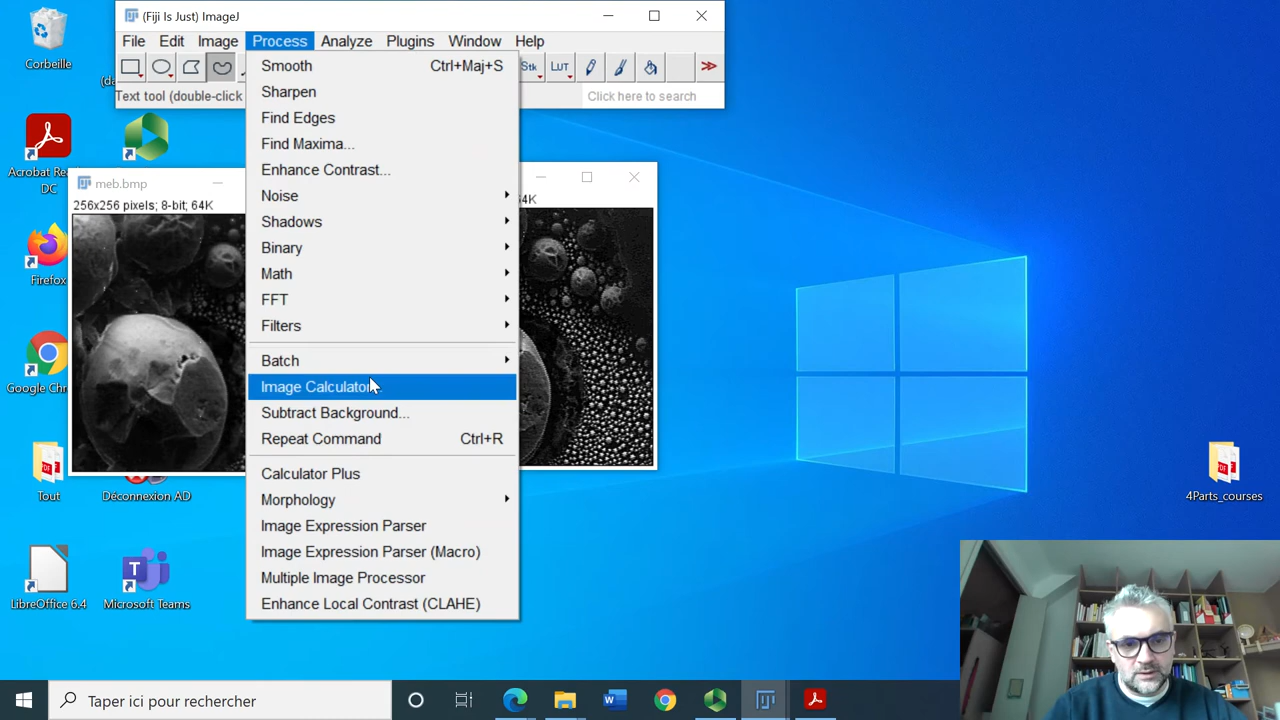 Corbeille
Acrobat Rea
DC
Firefox
Google Chr
Tout
Déconnexion AD
LibreOffice 6.4
Microsoft Teams
4Parts_courses
(Fiji Is Just) ImageJ
File Edit Image Process Analyze Plugins Window Help
Stk LUT
Text tool (double-click
Click here to search
Smooth Ctrl+Maj+S
Sharpen
Find Edges
Find Maxima...
Enhance Contrast...
Noise
Shadows
Binary
Math
FFT
Filters
Batch
Image Calculator
Subtract Background...
Repeat Command Ctrl+R
Calculator Plus
Morphology
Image Expression Parser
Image Expression Parser (Macro)
Multiple Image Processor
Enhance Local Contrast (CLAHE)
meb.bmp
256x256 pixels; 8-bit; 64K
Taper ici pour rechercher